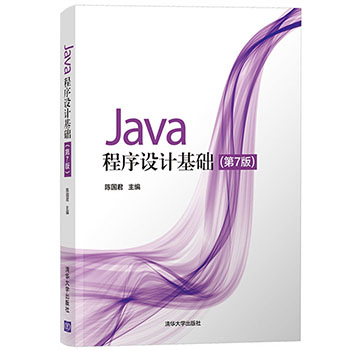 Java
程序设计基础(第7版)
陈国君 主编
清华大学出版社
Java程序设计基础(第7版)
陈国君 主编
清华大学出版社